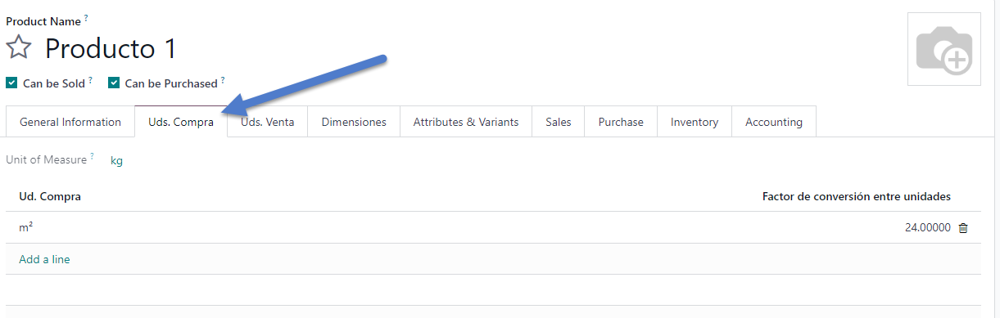 Product Name ?
Producto 1
Can be Sold ? Can be Purchased ?
General Information Uds. Compra Uds. Venta Dimensiones Attributes & Variants Sales Purchase Inventory Accounting
Unit of Measure ? kg
Ud. Compra Factor de conversión entre unidades
m² 24.00000
Add a line